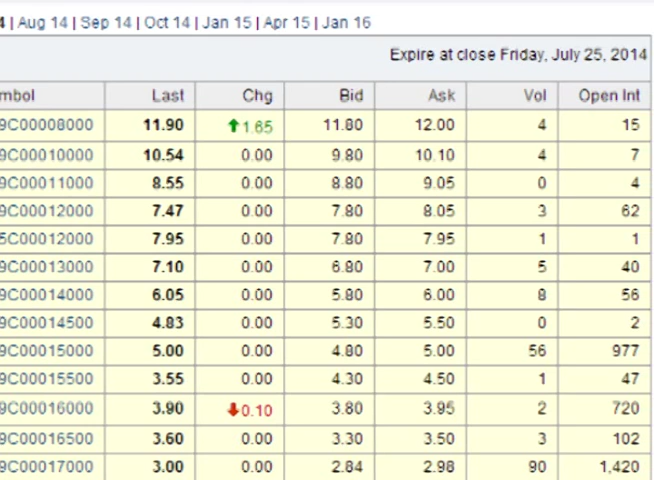 4 | Aug 14 | Sep 14 | Oct 14 | Jan 15 | Apr 15 | Jan 16
Expire at close Friday, July 25, 2014
mbol Last Chg Bid Ask Vol Open Int
9C00008000 11.90 1.65 11.80 12.00 4 15
9C00010000 10.54 0.00 9.80 10.10 4 7
9C00011000 8.55 0.00 8.80 9.05 0 4
9C00012000 7.47 0.00 7.80 8.05 3 62
5C00012000 7.95 0.00 7.80 7.95 1 1
9C00013000 7.10 0.00 6.80 7.00 5 40
9C00014000 6.05 0.00 5.80 6.00 8 56
9C00014500 4.83 0.00 5.30 5.50 0 2
9C00015000 5.00 0.00 4.80 5.00 56 977
9C00015500 3.55 0.00 4.30 4.50 1 47
9C00016000 3.90 0.10 3.80 3.95 2 720
9C00016500 3.60 0.00 3.30 3.50 3 102
9C00017000 3.00 0.00 2.84 2.98 90 1,420